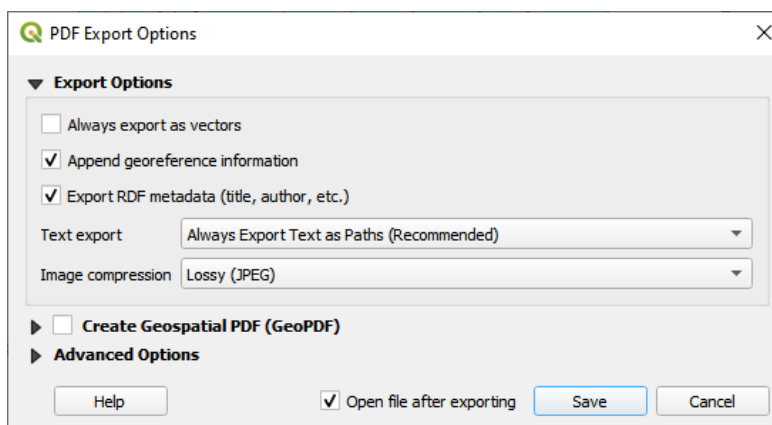 PDF Export Options
Export Options
Always export as vectors
Append georeference information
Export RDF metadata (title, author, etc.)
Text export Always Export Text as Paths (Recommended)
Image compression Lossy (JPEG)
Create Geospatial PDF (GeoPDF)
Advanced Options
Help Open file after exporting Save Cancel